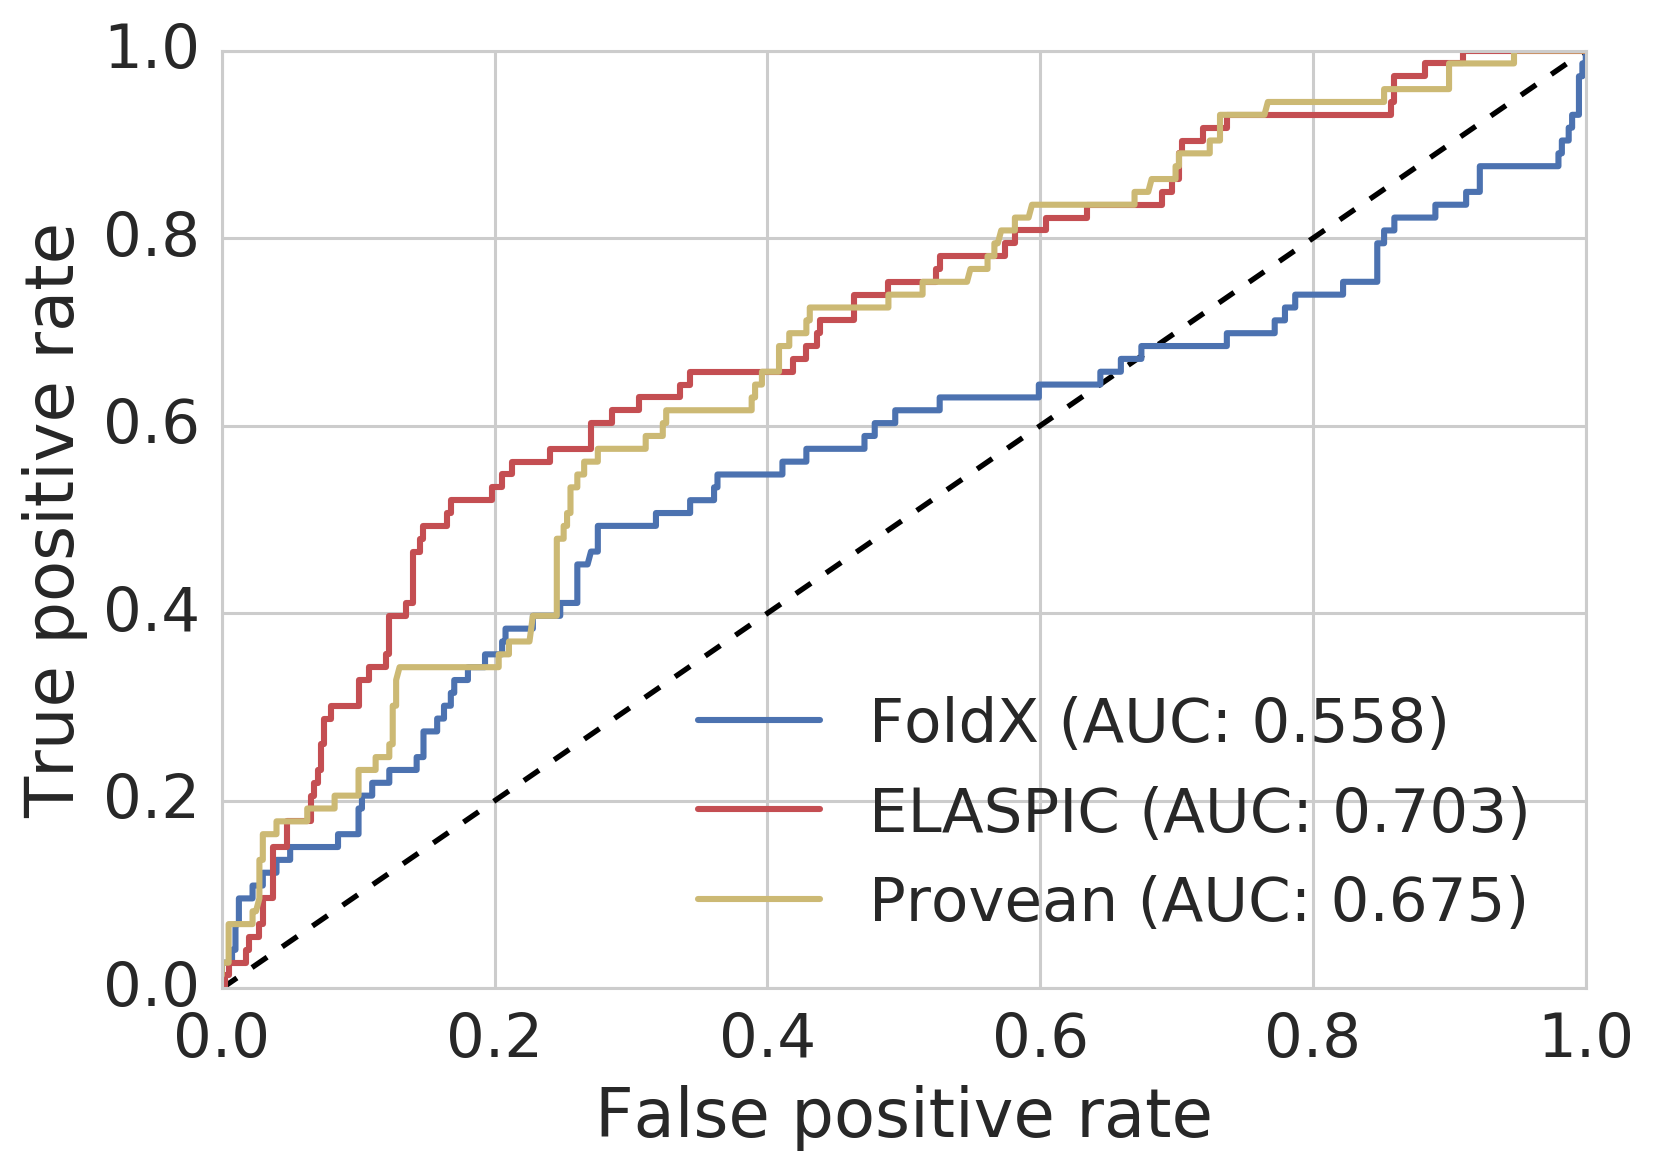 1.0
0.8
0.6
0.4
0.2
0.0
True positive rate
FoldX (AUC: 0.558)
ELASPIC (AUC: 0.703)
Provean (AUC: 0.675)
0.0 0.2 0.4 0.6 0.8 1.0
False positive rate